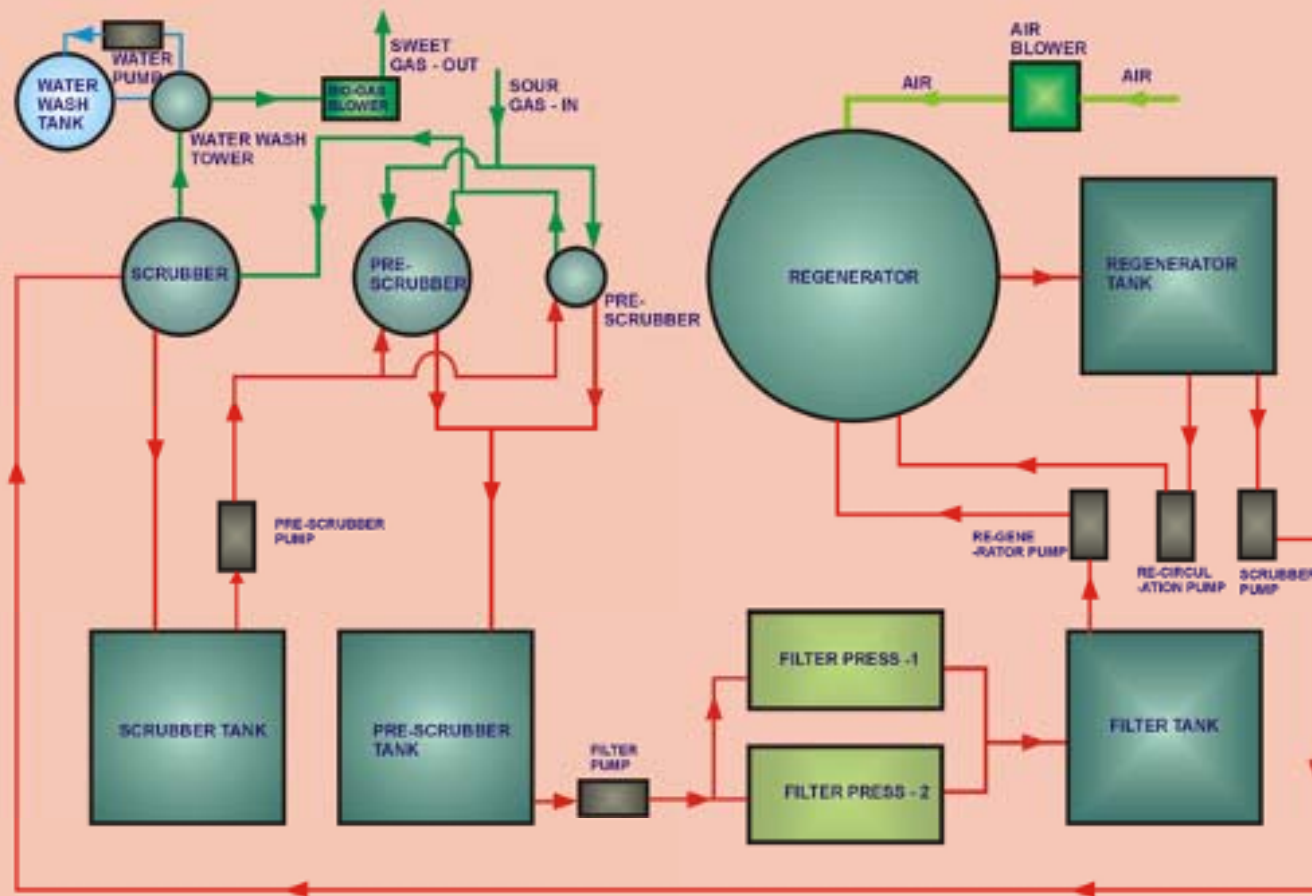 WATER
PUMP
WATER
WASH
TANK
SWEET
GAS - OUT
BIO-GAS
BLOWER
SOUR
GAS - IN
WATER WASH
TOWER
AIR
BLOWER
AIR
AIR
SCRUBBER
PRE-
SCRUBBER
PRE-
SCRUBBER
REGENERATOR
REGENERATOR
TANK
PRE-SCRUBBER
PUMP
RE-GENE
-RATOR PUMP
RE-CIRCUL
-ATION PUMP
SCRUBBER
PUMP
SCRUBBER TANK
PRE-SCRUBBER
TANK
FILTER
PUMP
FILTER PRESS -1
FILTER PRESS - 2
FILTER TANK